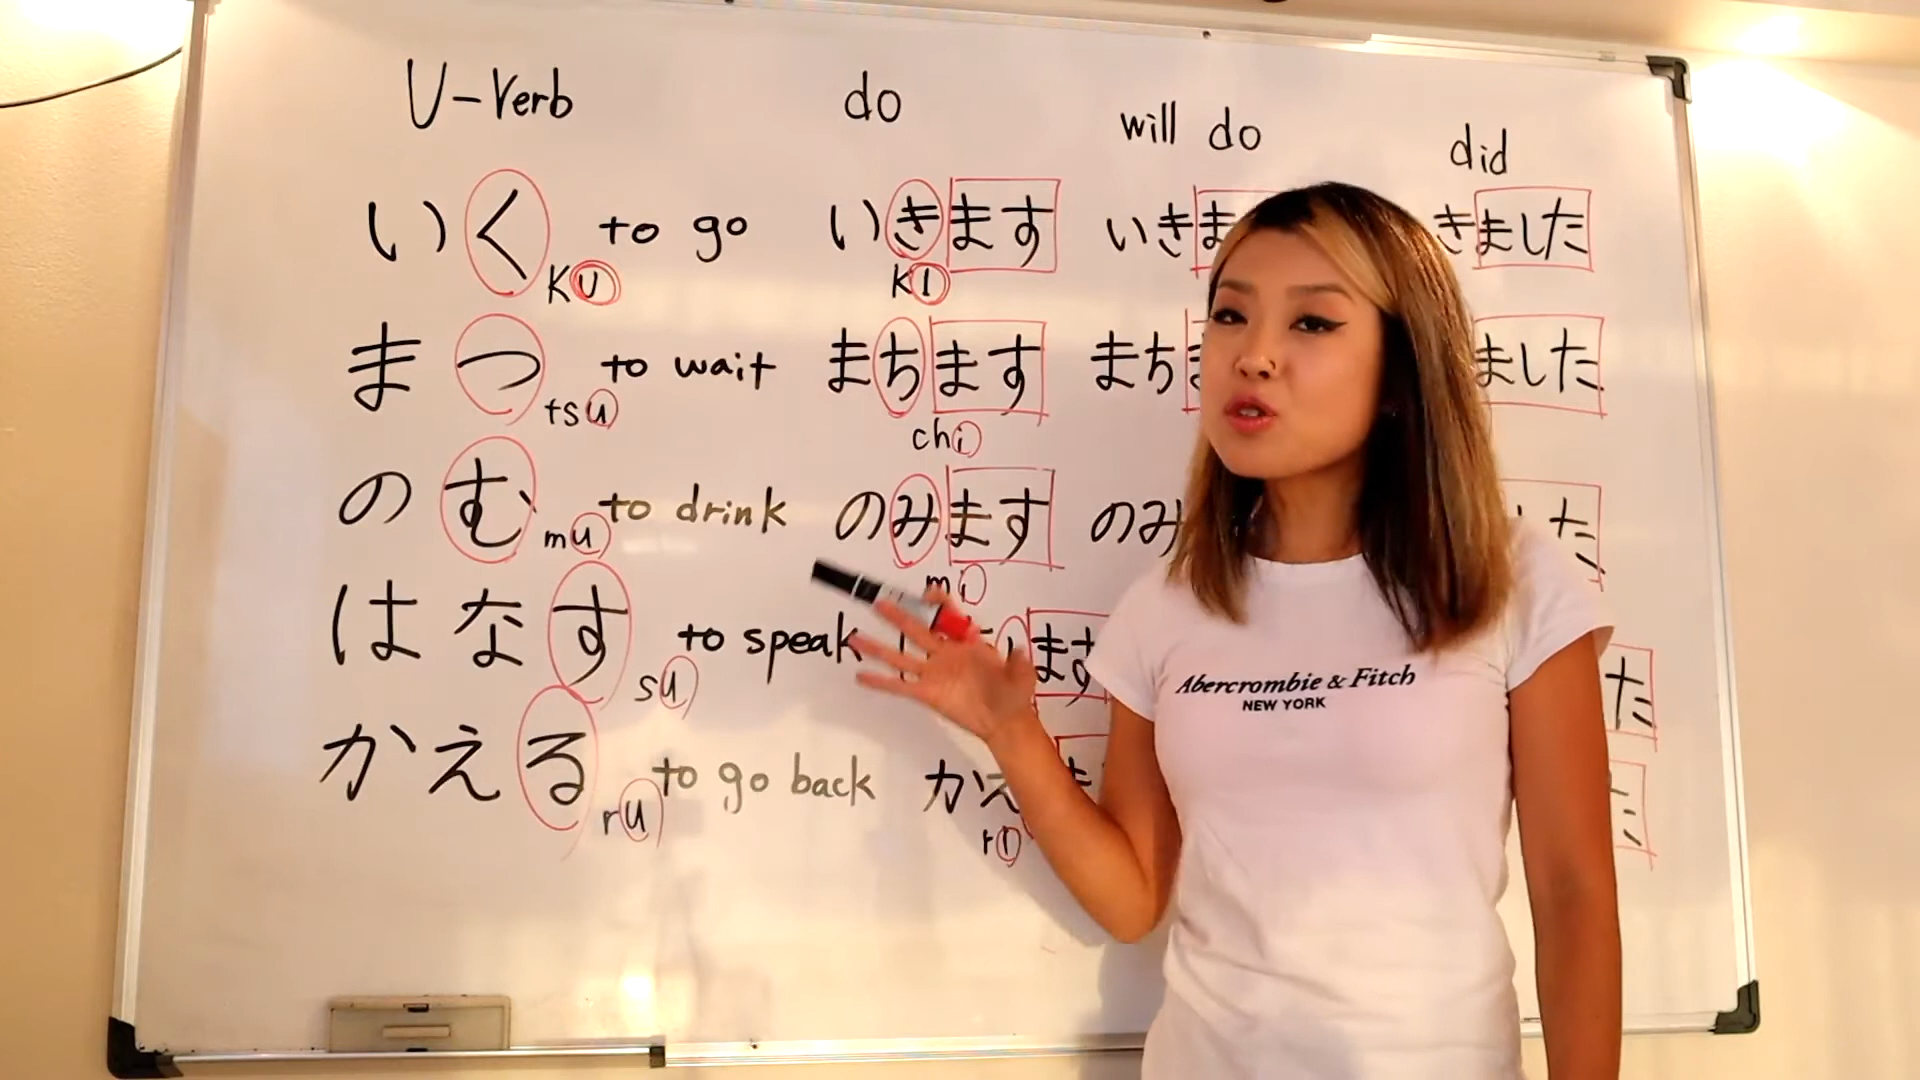 U-Verb do will do did
いく to go いきます いきま きました
KU KI
まつ to wait まちます まち ました
tsu chi
のむ to drink のみます のみ た
mu mi
はなす to speak ます た
su
かえる to go back かえ
ru ri
Abercrombie & Fitch
NEW YORK